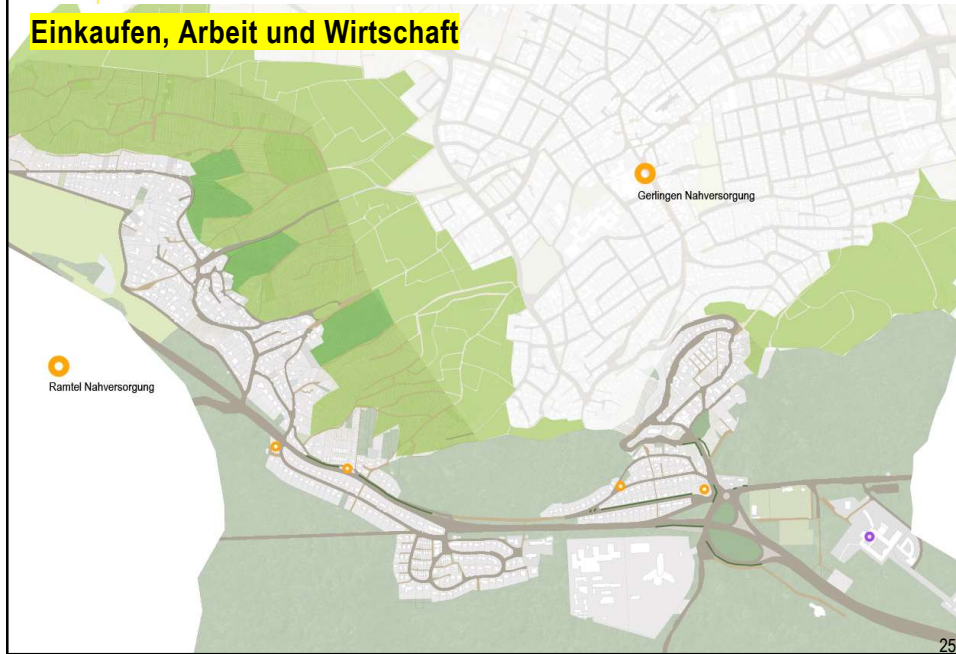 Einkaufen, Arbeit und Wirtschaft
Gerlingen Nahversorgung
Ramtel Nahversorgung
25